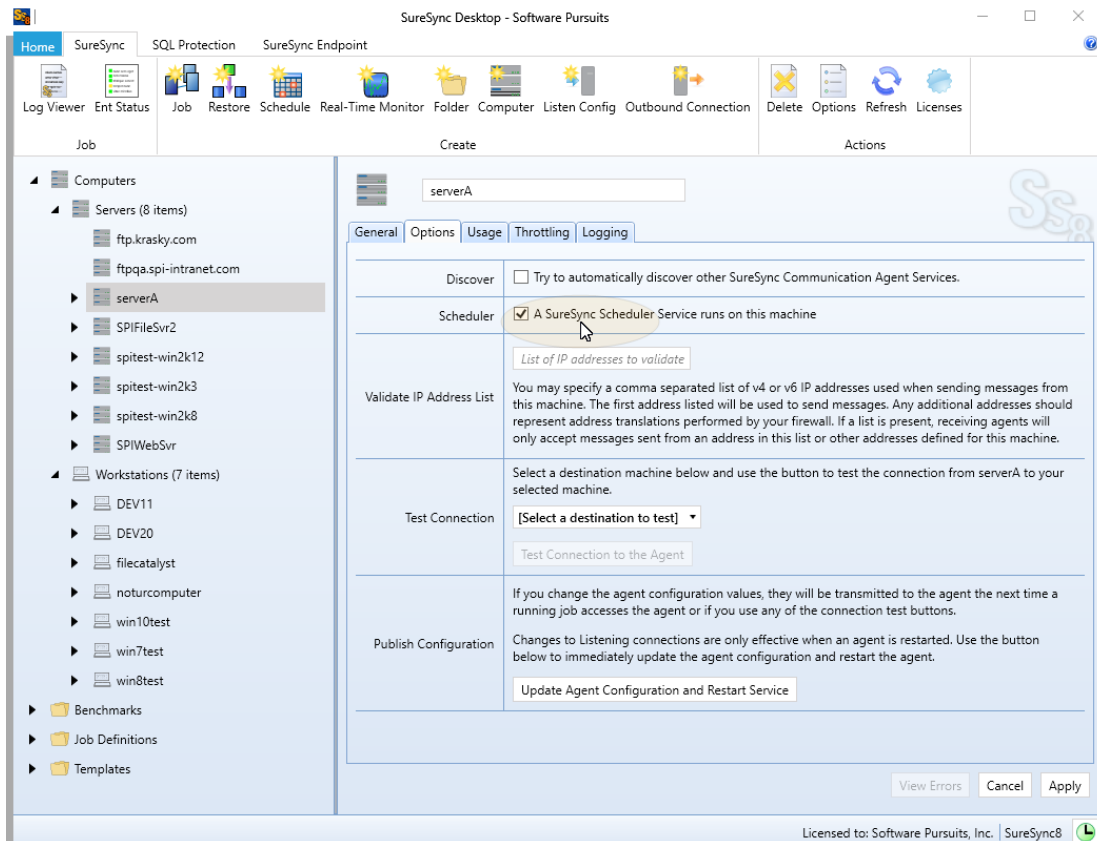 SureSync Desktop - Software Pursuits
Home SureSync SQL Protection SureSync Endpoint
Log Viewer Ent Status Job Restore Schedule Real-Time Monitor Folder Computer Listen Config Outbound Connection Delete Options Refresh Licenses
Job Create Actions
Computers
Servers (8 items)
ftp.krasky.com
ftpqa.spi-intranet.com
serverA
SPIFileSvr2
spitest-win2k12
spitest-win2k3
spitest-win2k8
SPIWebSvr
Workstations (7 items)
DEV11
DEV20
filecatalyst
noturcomputer
win10test
win7test
win8test
Benchmarks
Job Definitions
Templates
serverA
Ss8
General Options Usage Throttling Logging
Discover Try to automatically discover other SureSync Communication Agent Services.
Scheduler A SureSync Scheduler Service runs on this machine
List of IP addresses to validate
Validate IP Address List
You may specify a comma separated list of v4 or v6 IP addresses used when sending messages from
this machine. The first address listed will be used to send messages. Any additional addresses should
represent address translations performed by your firewall. If a list is present, receiving agents will
only accept messages sent from an address in this list or other addresses defined for this machine.
Select a destination machine below and use the button to test the connection from serverA to your
selected machine.
Test Connection [Select a destination to test]
Test Connection to the Agent
If you change the agent configuration values, they will be transmitted to the agent the next time a
running job accesses the agent or if you use any of the connection test buttons.
Publish Configuration
Changes to Listening connections are only effective when an agent is restarted. Use the button
below to immediately update the agent configuration and restart the agent.
Update Agent Configuration and Restart Service
View Errors Cancel Apply
Licensed to: Software Pursuits, Inc. SureSync8